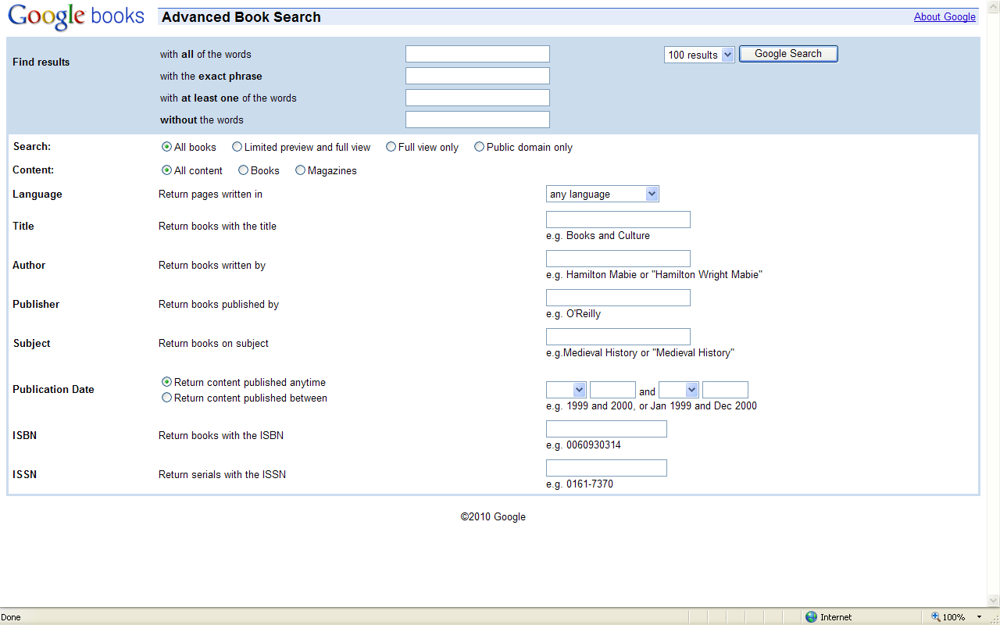 Google books Advanced Book Search About Google
Find results with all of the words 100 results Google Search
with the exact phrase
with at least one of the words
without the words
Search: All books Limited preview and full view Full view only Public domain only
Content: All content Books Magazines
Language Return pages written in any language
Title Return books with the title
e.g. Books and Culture
Author Return books written by
e.g. Hamilton Mabie or "Hamilton Wright Mabie"
Publisher Return books published by
e.g. O'Reilly
Subject Return books on subject
e.g.Medieval History or "Medieval History"
Publication Date Return content published anytime
Return content published between and
e.g. 1999 and 2000, or Jan 1999 and Dec 2000
ISBN Return books with the ISBN
e.g. 0060930314
ISSN Return serials with the ISSN
e.g. 0161-7370
©2010 Google
Done Internet 100%